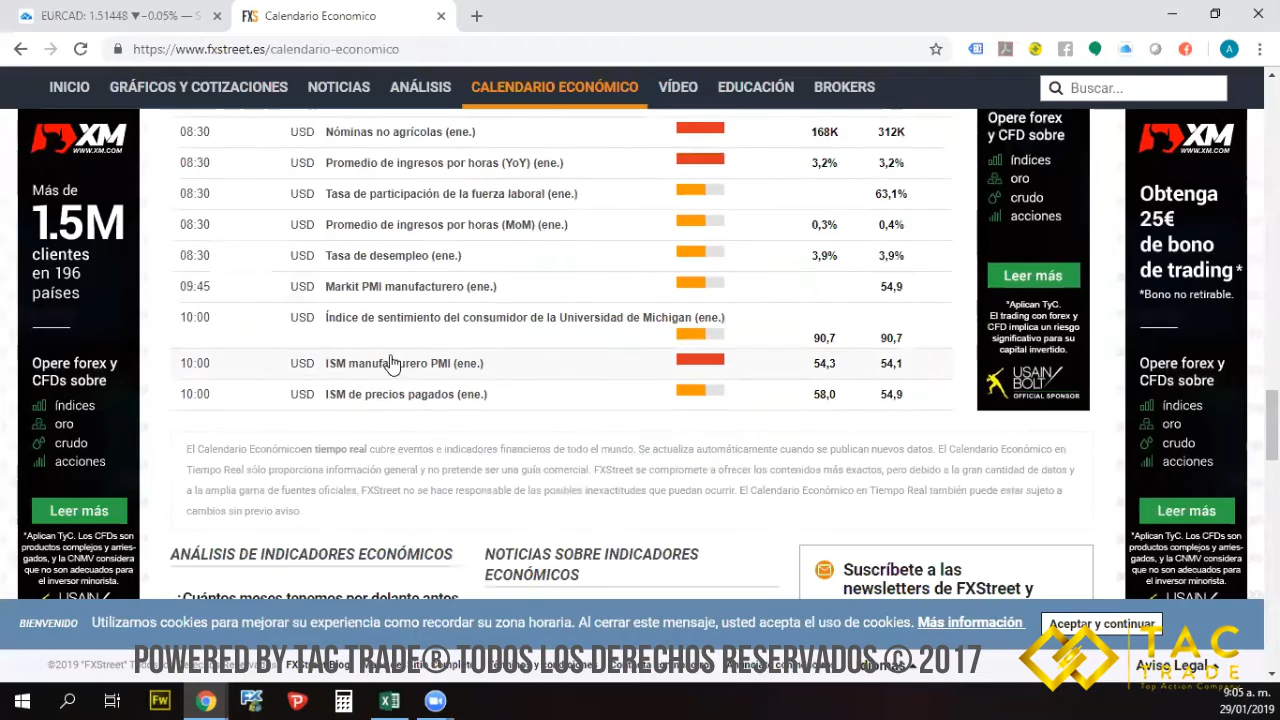 EURCAD: 1.51448 ▼−0.05% — S
FXS Calendario Economico
https://www.fxstreet.es/calendario-economico
A
INICIO GRÁFICOS Y COTIZACIONES NOTICIAS ANÁLISIS CALENDARIO ECONÓMICO VÍDEO EDUCACIÓN BROKERS
Buscar...
08:30 USD Nóminas no agrícolas (ene.) 168K 312K
08:30 USD Promedio de ingresos por horas (YoY) (ene.) 3,2% 3,2%
08:30 USD Tasa de participación de la fuerza laboral (ene.) 63,1%
08:30 USD Promedio de ingresos por horas (MoM) (ene.) 0,3% 0,4%
08:30 USD Tasa de desempleo (ene.) 3,9% 3,9%
09:45 USD Markit PMI manufacturero (ene.) 54,9
10:00 USD Índice de sentimiento del consumidor de la Universidad de Michigan (ene.)
90,7 90,7
10:00 USD ISM manufacturero PMI (ene.) 54,3 54,1
10:00 USD ISM de precios pagados (ene.) 58,0 54,9
XM
WWW.XM.COM
Más de
1.5M
clientes
en 196
países
Opere forex y
CFDs sobre
índices
oro
crudo
acciones
Leer más
*Aplican TyC. Los CFDs son
productos complejos y arries-
gados, y la CNMV considera
que no son adecuados para
el inversor minorista.
USAIN
Opere forex
y CFD sobre
índices
oro
crudo
acciones
Leer más
*Aplican TyC.
El trading con forex y
CFD implica un riesgo
significativo para su
capital invertido.
USAIN
BOLT
OFFICIAL SPONSOR
XM
WWW.XM.COM
Obtenga
25€
de bono
de trading*
*Bono no retirable.
Opere forex y
CFDs sobre
índices
oro
crudo
acciones
Leer más
*Aplican TyC. Los CFDs son
productos complejos y arries-
gados, y la CNMV considera
que no son adecuados para
el inversor minorista.
USAIN
El Calendario Económicoen tiempo real cubre eventos e indicadores financieros de todo el mundo. Se actualiza automáticamente cuando se publican nuevos datos. El Calendario Económico en
Tiempo Real sólo proporciona información general y no pretende ser una guía comercial. FXStreet se compromete a ofrecer los contenidos más exactos, pero debido a la gran cantidad de datos y
a la amplia gama de fuentes oficiales, FXStreet no se hace responsable de las posibles inexactitudes que puedan ocurrir. El Calendario Económico en Tiempo Real también puede estar sujeto a
cambios sin previo aviso
ANÁLISIS DE INDICADORES ECONÓMICOS
NOTICIAS SOBRE INDICADORES
ECONÓMICOS
Suscríbete a las
newsletters de FXStreet y
¿Cuántos meses tenemos por delante antes
BIENVENIDO Utilizamos cookies para mejorar su experiencia como recordar su zona horaria. Al cerrar este mensaje, usted acepta el uso de cookies. Más información
Aceptar y continuar
©2019 "FXStreet"
Aviso Legal
POWERED BY TAC TRADE® TODOS LOS DERECHOS RESERVADOS © 2017
TAC
TRADE
Top Action Company
Fw
9:05 a. m.
29/01/2019